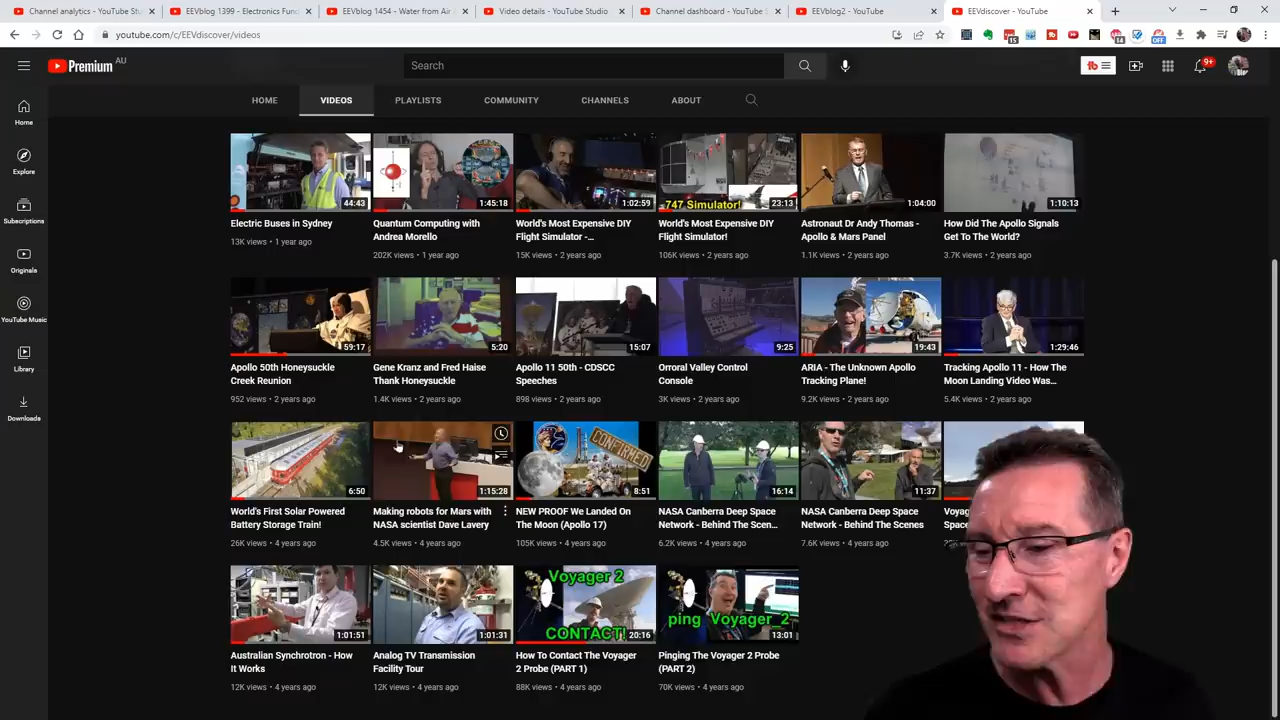 Channel analytics - YouTube Stu
EEVblog 1399 - Electronics Fun
EEVblog 1454 - Water from Air
Video details - YouTube Studio
Channel dashboard - YouTube S
EEVblog2 - YouTube
EEVdiscover - YouTube
youtube.com/c/EEVdiscover/videos
15
14
OFF
Premium AU
Search
9+
HOME VIDEOS PLAYLISTS COMMUNITY CHANNELS ABOUT
Home
Explore
Subscriptions
Originals
YouTube Music
Library
Downloads
44:43
Electric Buses in Sydney
13K views • 1 year ago
1:45:18
Quantum Computing with
Andrea Morello
202K views • 1 year ago
1:02:59
World's Most Expensive DIY
Flight Simulator -...
15K views • 2 years ago
747 Simulator!
23:13
World's Most Expensive DIY
Flight Simulator!
106K views • 2 years ago
1:04:00
Astronaut Dr Andy Thomas -
Apollo & Mars Panel
1.1K views • 2 years ago
1:10:13
How Did The Apollo Signals
Get To The World?
3.7K views • 2 years ago
59:17
Apollo 50th Honeysuckle
Creek Reunion
952 views • 2 years ago
5:20
Gene Kranz and Fred Haise
Thank Honeysuckle
1.4K views • 2 years ago
15:07
Apollo 11 50th - CDSCC
Speeches
898 views • 2 years ago
9:25
Orroral Valley Control
Console
3K views • 2 years ago
19:43
ARIA - The Unknown Apollo
Tracking Plane!
9.2K views • 2 years ago
1:29:46
Tracking Apollo 11 - How The
Moon Landing Video Was...
5.4K views • 2 years ago
6:50
World's First Solar Powered
Battery Storage Train!
26K views • 4 years ago
1:15:28
Making robots for Mars with
NASA scientist Dave Lavery
4.5K views • 4 years ago
CONFIRMED
8:51
NEW PROOF We Landed On
The Moon (Apollo 17)
105K views • 4 years ago
16:14
NASA Canberra Deep Space
Network - Behind The Scen...
6.2K views • 4 years ago
11:37
NASA Canberra Deep Space
Network - Behind The Scenes
7.6K views • 4 years ago
1:01:51
Australian Synchrotron - How
It Works
12K views • 4 years ago
1:01:31
Analog TV Transmission
Facility Tour
12K views • 4 years ago
Voyager 2
CONTACT!
20:16
How To Contact The Voyager
2 Probe (PART 1)
88K views • 4 years ago
ping Voyager_2
13:01
Pinging The Voyager 2 Probe
(PART 2)
70K views • 4 years ago